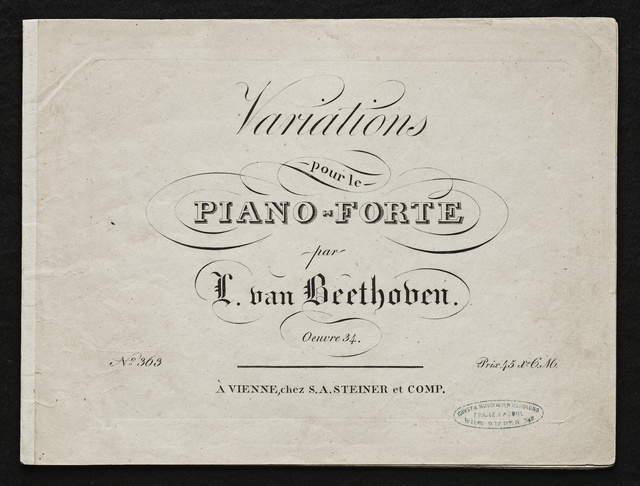 Variations
pour le
PIANO-FORTE
par
L. van Beethoven.
Oeuvre 34.
No. 363
Prix 45 xr C.M.
À VIENNE, chez S.A. STEINER et COMP.
WIEN